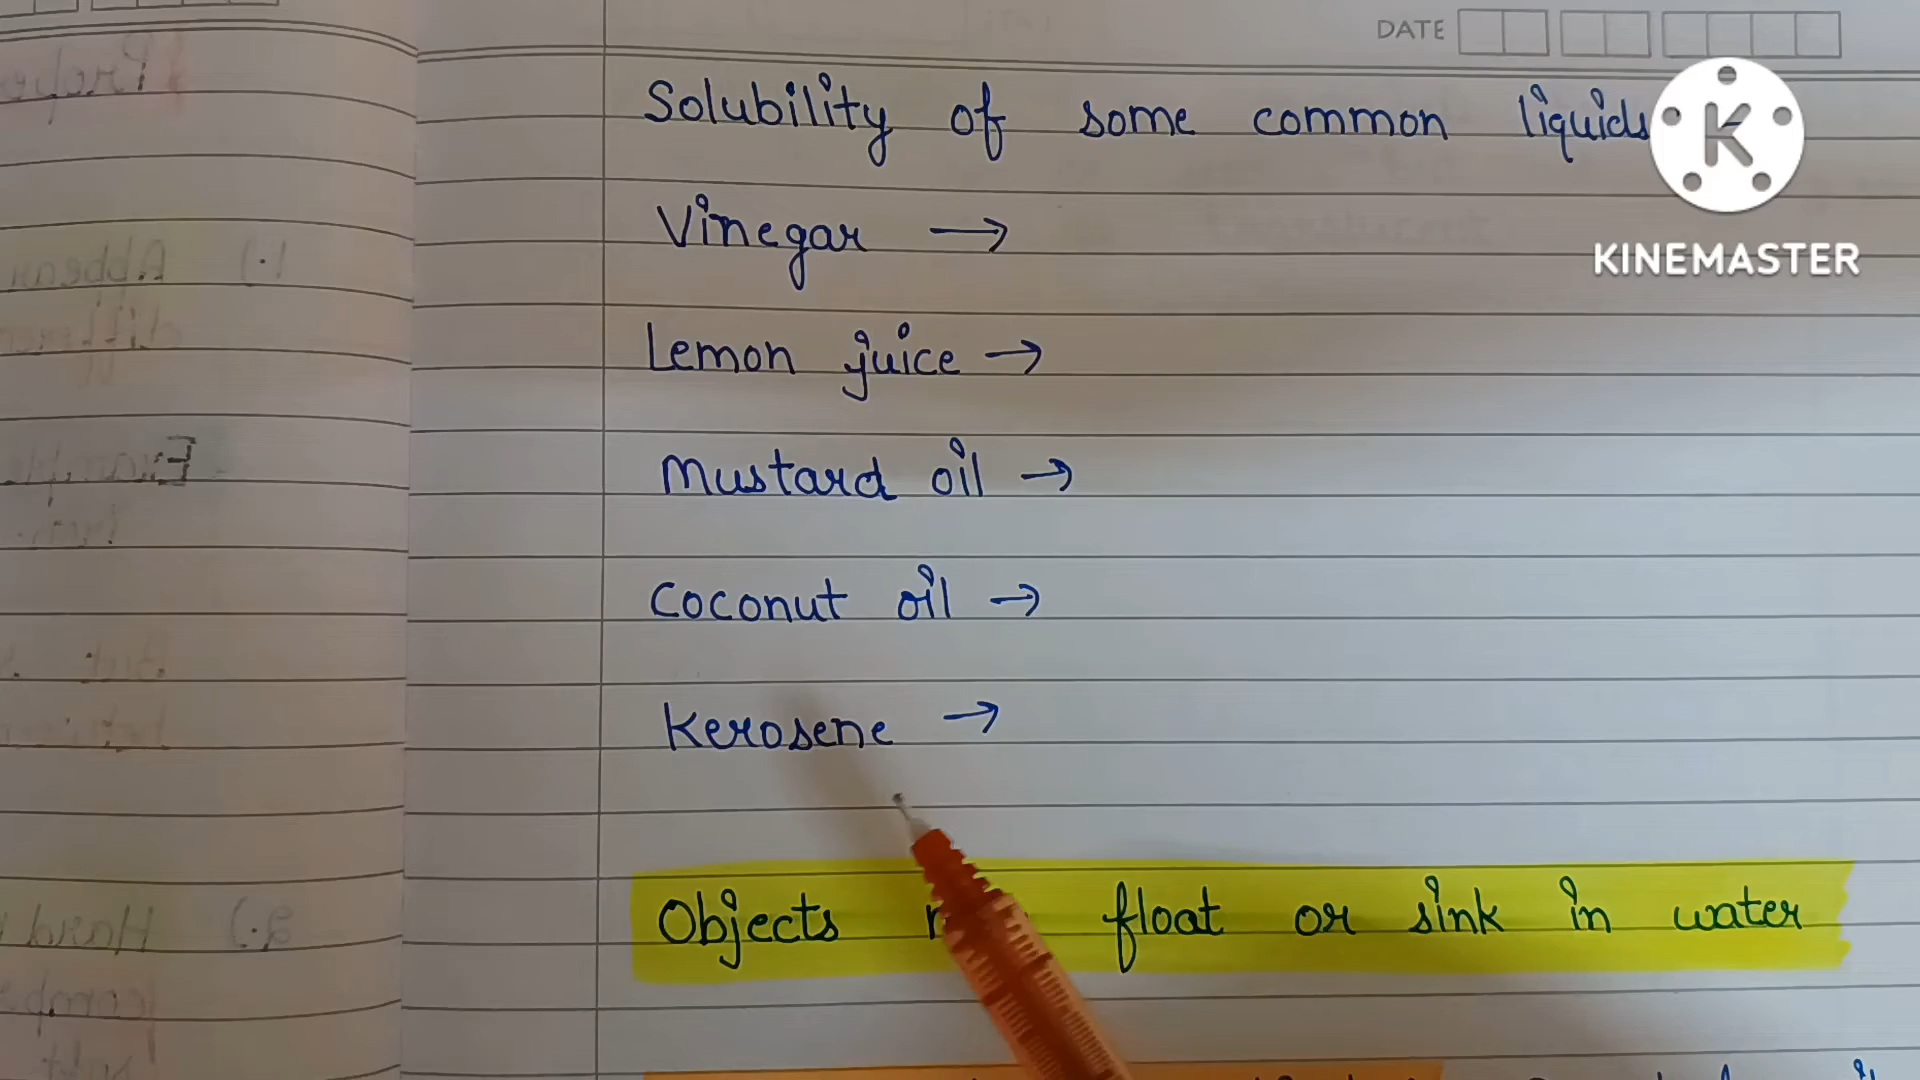 DATE
Solubility of some common liquids
Vinegar →
Lemon juice →
Mustard oil →
Coconut oil →
Kerosene →
Objects float or sink in water
KINEMASTER